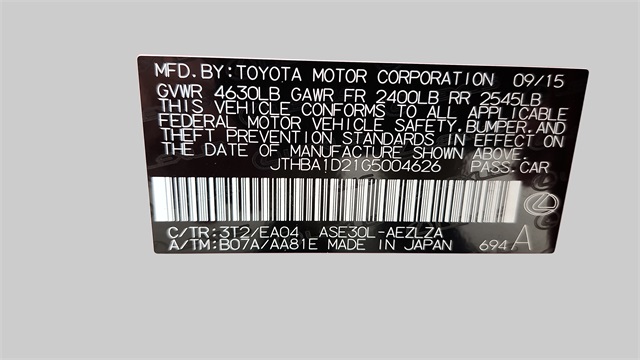 MFD. BY: TOYOTA MOTOR CORPORATION 09/15
GVWR 4630LB GAWR FR 2400LB RR 2545LB
THIS VEHICLE CONFORMS TO ALL APPLICABLE
FEDERAL MOTOR VEHICLE SAFETY, BUMPER, AND
THEFT PREVENTION STANDARDS IN EFFECT ON
THE DATE OF MANUFACTURE SHOWN ABOVE.
JTHBA1D21G5004626 PASS. CAR
C/TR: 3T2/EA04 ASE30L-AEZLZA
A/TM: B07A/AA81E MADE IN JAPAN 694 A